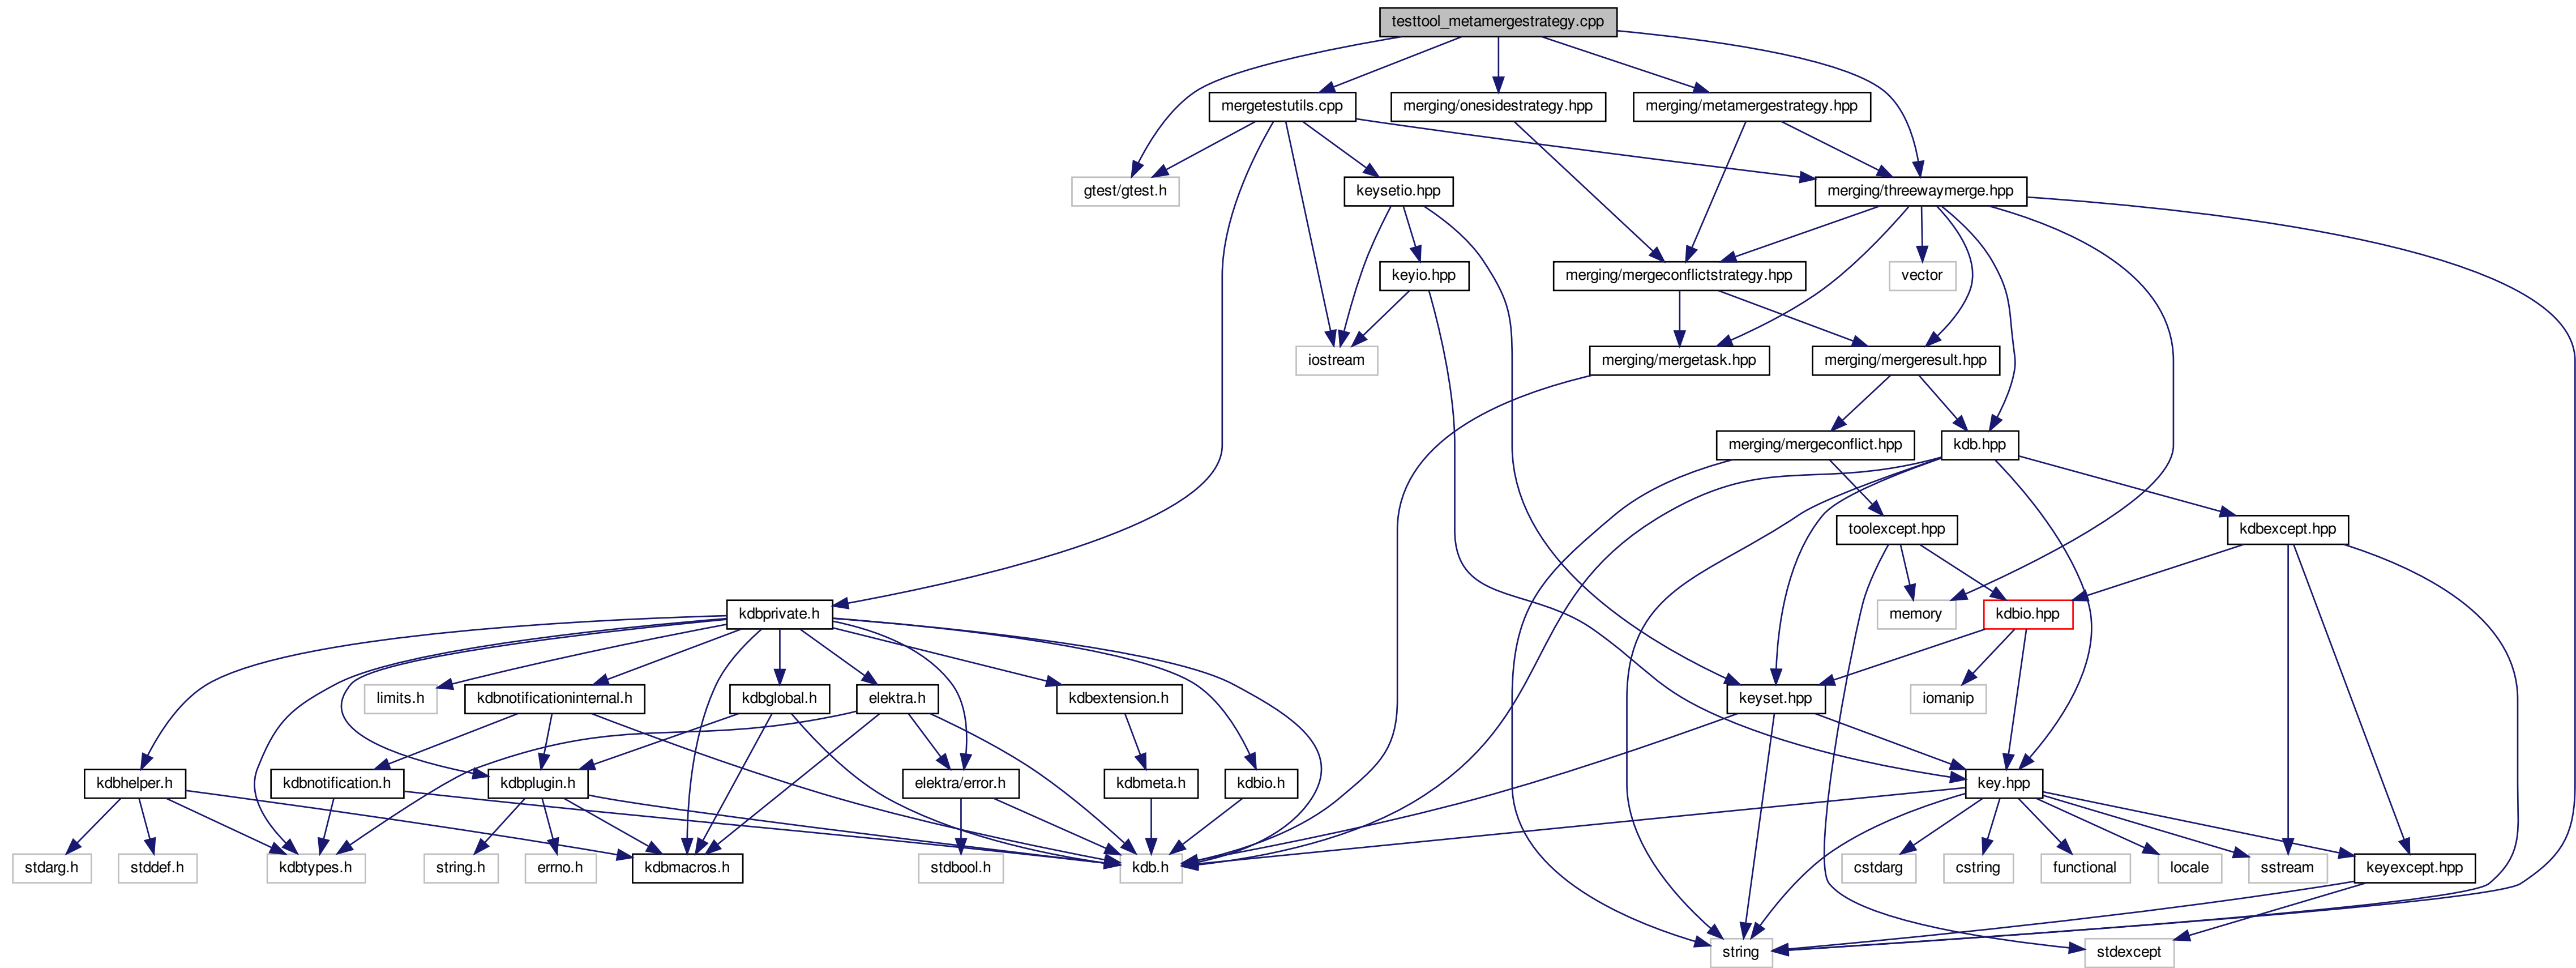 testtool_metamergestrategy.cpp
mergetestutils.cpp
merging/onesidestrategy.hpp
merging/metamergestrategy.hpp
gtest/gtest.h
keysetio.hpp
merging/threewaymerge.hpp
keyio.hpp
merging/mergeconflictstrategy.hpp
vector
iostream
merging/mergetask.hpp
merging/mergeresult.hpp
merging/mergeconflict.hpp
kdb.hpp
toolexcept.hpp
kdbexcept.hpp
kdbprivate.h
memory
kdbio.hpp
limits.h
kdbnotificationinternal.h
kdbglobal.h
elektra.h
kdbextension.h
keyset.hpp
iomanip
kdbhelper.h
kdbnotification.h
kdbplugin.h
elektra/error.h
kdbmeta.h
kdbio.h
key.hpp
stdarg.h
stddef.h
kdbtypes.h
string.h
errno.h
kdbmacros.h
stdbool.h
kdb.h
cstdarg
cstring
functional
locale
sstream
keyexcept.hpp
string
stdexcept